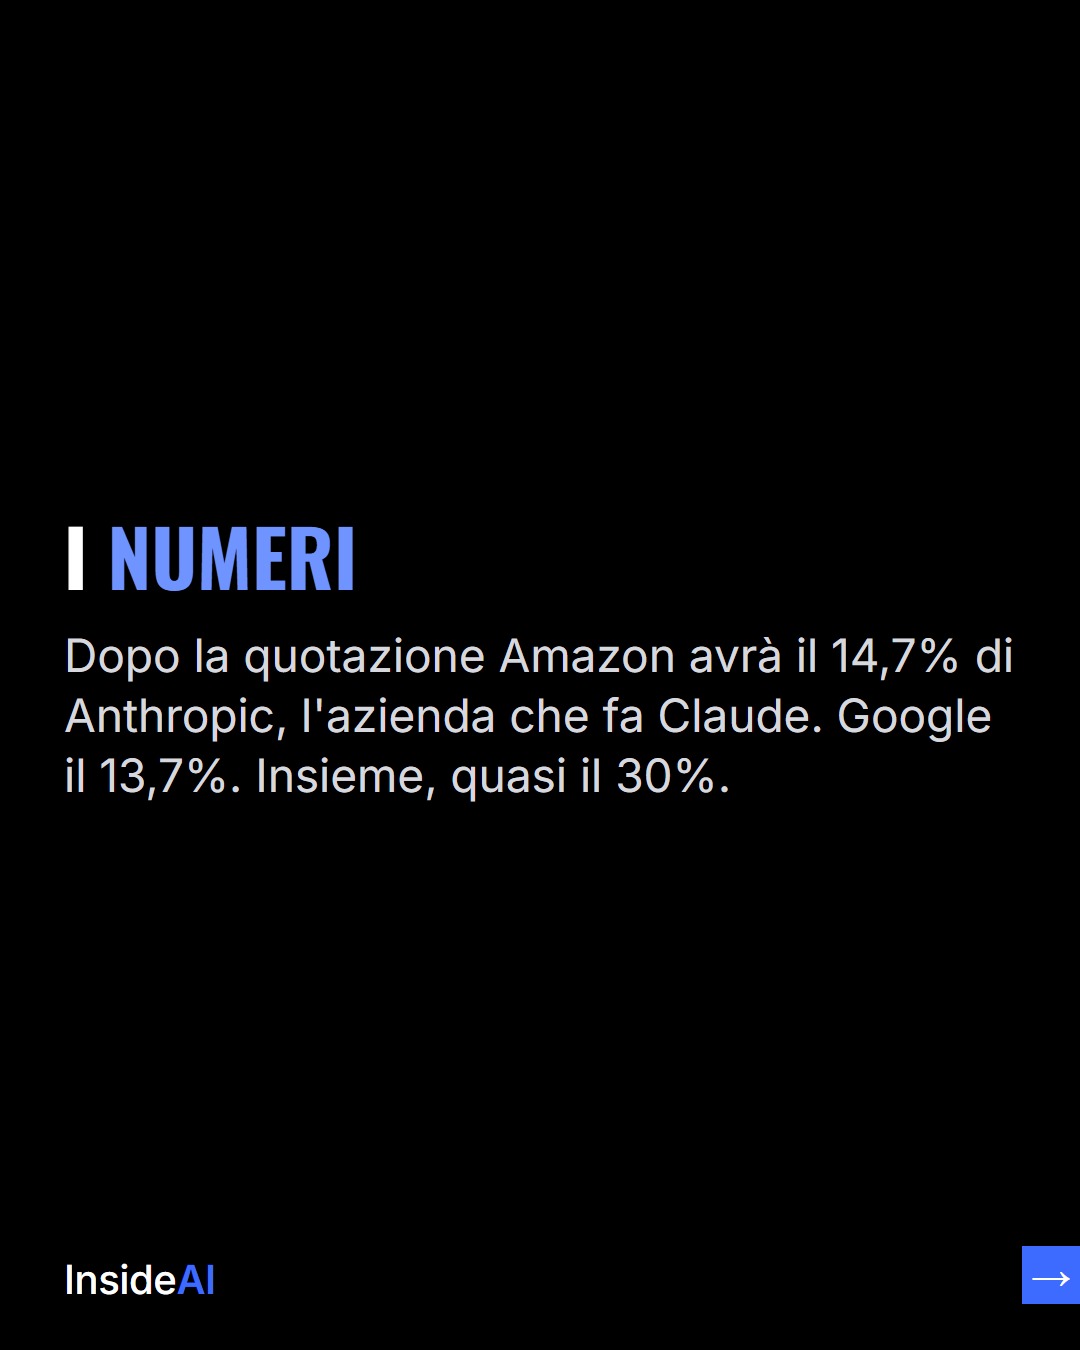 I NUMERI
Dopo la quotazione Amazon avrà il 14,7% di
Anthropic, l'azienda che fa Claude. Google
il 13,7%. Insieme, quasi il 30%.
InsideAI
→